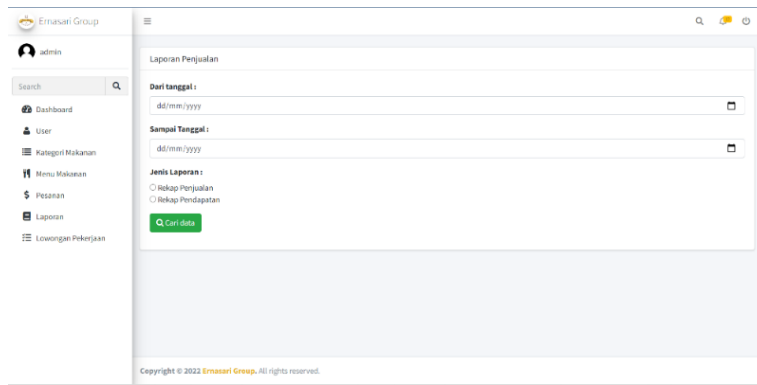 Ernasari Group
admin
Search
Dashboard
User
Kategori Makanan
Menu Makanan
Pesanan
Laporan
Lowongan Pekerjaan
Laporan Penjualan
Dari tanggal :
dd/mm/yyyy
Sampai Tanggal :
dd/mm/yyyy
Jenis Laporan :
Rekap Penjualan
Rekap Pendapatan
Cari data
Copyright © 2022 Ernasari Group. All rights reserved.